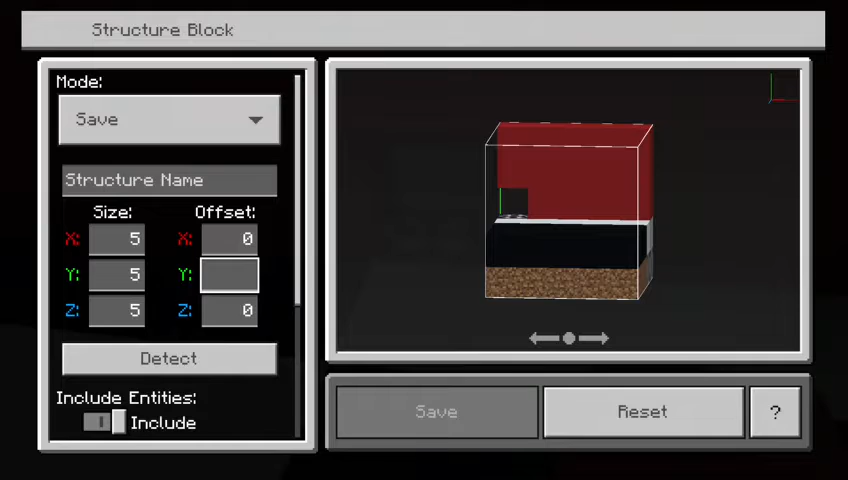 Structure Block
Mode:
Save
Structure Name
Size: Offset:
X: 5 X: 0
Y: 5 Y:
Z: 5 Z: 0
Detect
Include Entities:
Include
Save Reset ?